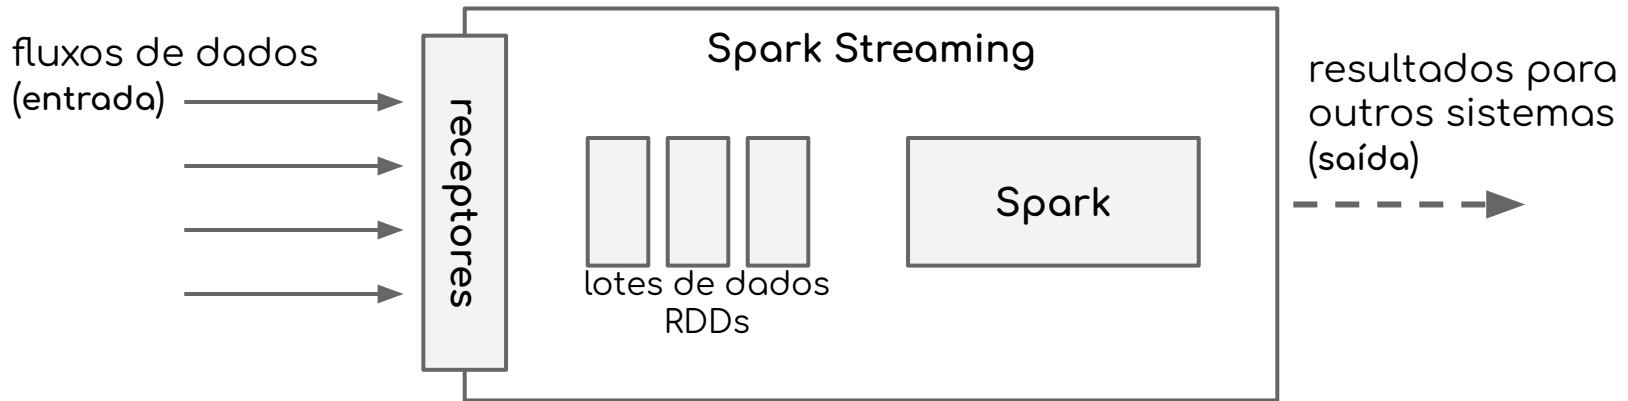 fluxos de dados
(entrada)
receptores
Spark Streaming
lotes de dados
RDDs
Spark
resultados para
outros sistemas
(saída)